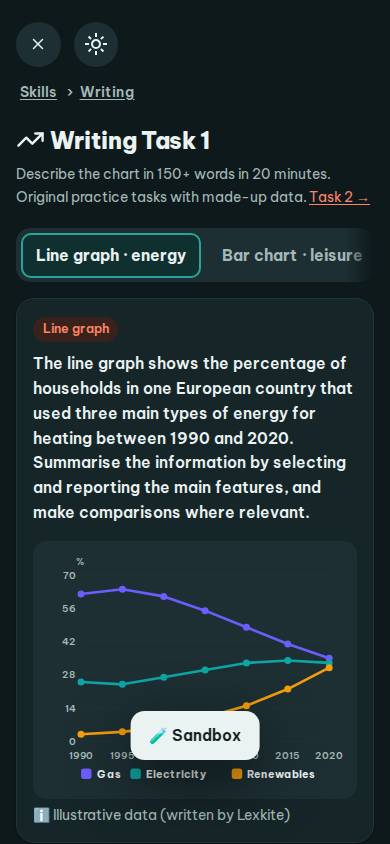 Skills › Writing
Writing Task 1
Describe the chart in 150+ words in 20 minutes.
Original practice tasks with made-up data. Task 2 →
Line graph · energy
Bar chart · leisure
Line graph
The line graph shows the percentage of
households in one European country that
used three main types of energy for
heating between 1990 and 2020.
Summarise the information by selecting
and reporting the main features, and
make comparisons where relevant.
%
70
56
42
28
14
0
1990 1995 2015 2020
🧪 Sandbox
Gas Electricity Renewables
ℹ️ Illustrative data (written by Lexkite)